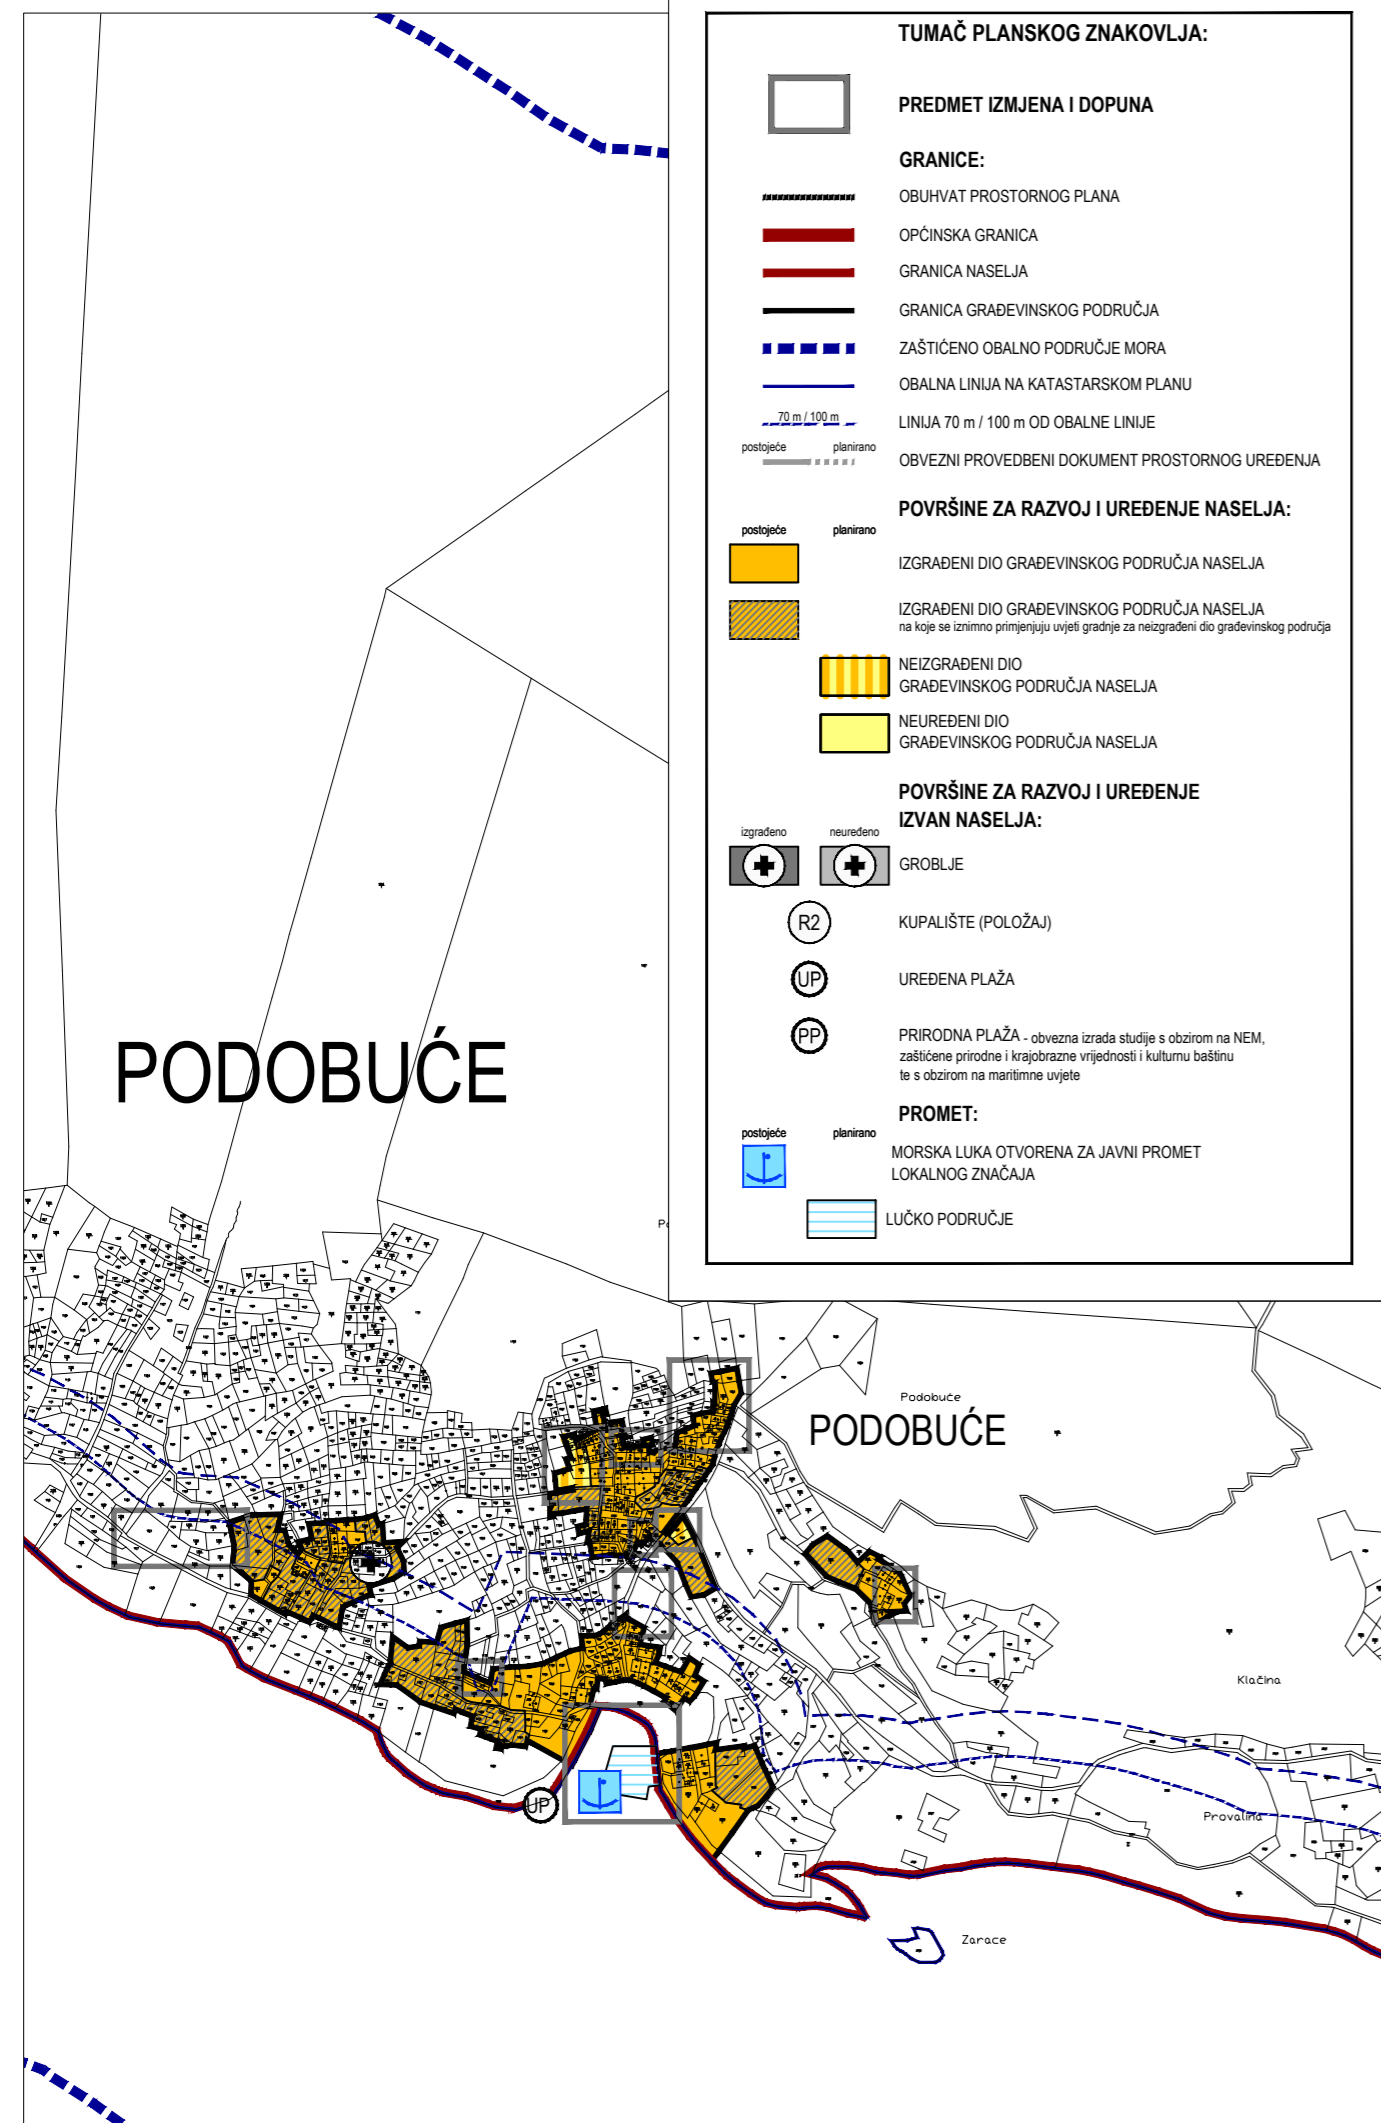 TUMAČ PLANSKOG ZNAKOVLJA:
PREDMET IZMJENA I DOPUNA
GRANICE:
OBUHVAT PROSTORNOG PLANA
OPĆINSKA GRANICA
GRANICA NASELJA
GRANICA GRAĐEVINSKOG PODRUČJA
ZAŠTIĆENO OBALNO PODRUČJE MORA
OBALNA LINIJA NA KATASTARSKOM PLANU
70 m / 100 m
LINIJA 70 m / 100 m OD OBALNE LINIJE
postojeće planirano
OBVEZNI PROVEDBENI DOKUMENT PROSTORNOG UREĐENJA
POVRŠINE ZA RAZVOJ I UREĐENJE NASELJA:
postojeće planirano
IZGRAĐENI DIO GRAĐEVINSKOG PODRUČJA NASELJA
IZGRAĐENI DIO GRAĐEVINSKOG PODRUČJA NASELJA
na koje se iznimno primjenjuju uvjeti gradnje za neizgrađeni dio građevinskog područja
NEIZGRAĐENI DIO
GRAĐEVINSKOG PODRUČJA NASELJA
NEUREĐENI DIO
GRAĐEVINSKOG PODRUČJA NASELJA
POVRŠINE ZA RAZVOJ I UREĐENJE
IZVAN NASELJA:
izgrađeno neuređeno
GROBLJE
R2 KUPALIŠTE (POLOŽAJ)
UP UREĐENA PLAŽA
PP PRIRODNA PLAŽA - obvezna izrada studije s obzirom na NEM,
zaštićene prirodne i krajobrazne vrijednosti i kulturnu baštinu
te s obzirom na maritimne uvjete
PROMET:
postojeće planirano
MORSKA LUKA OTVORENA ZA JAVNI PROMET
LOKALNOG ZNAČAJA
LUČKO PODRUČJE
PODOBUĆE
Podobuće
PODOBUĆE
Klačina
Provalina
UP
Zarace